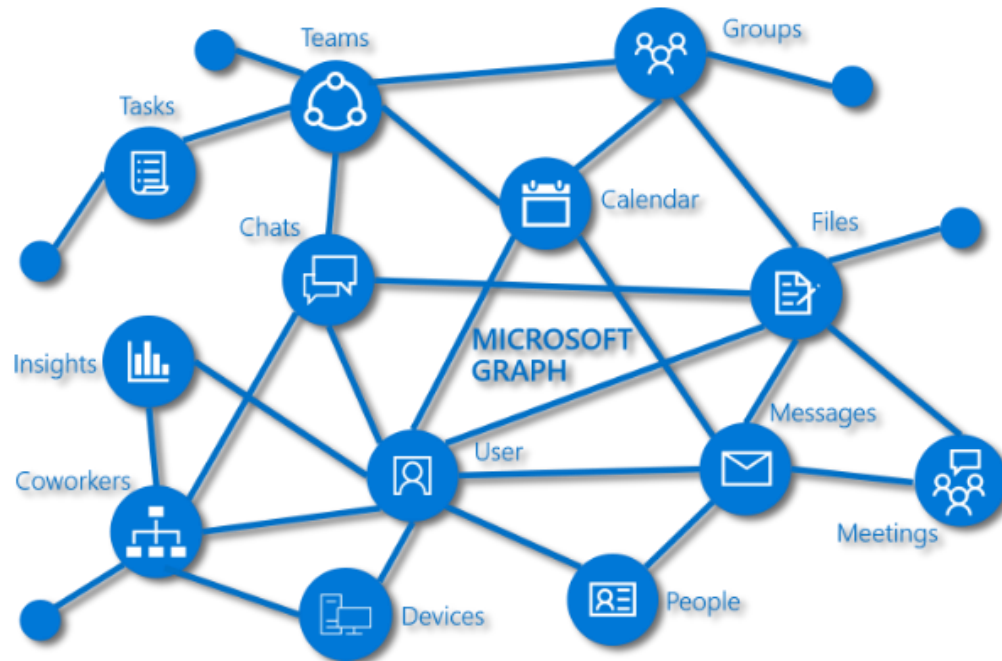 Teams
Groups
Tasks
Calendar
Chats
Files
MICROSOFT
GRAPH
Insights
Messages
User
Coworkers
Meetings
Devices
People